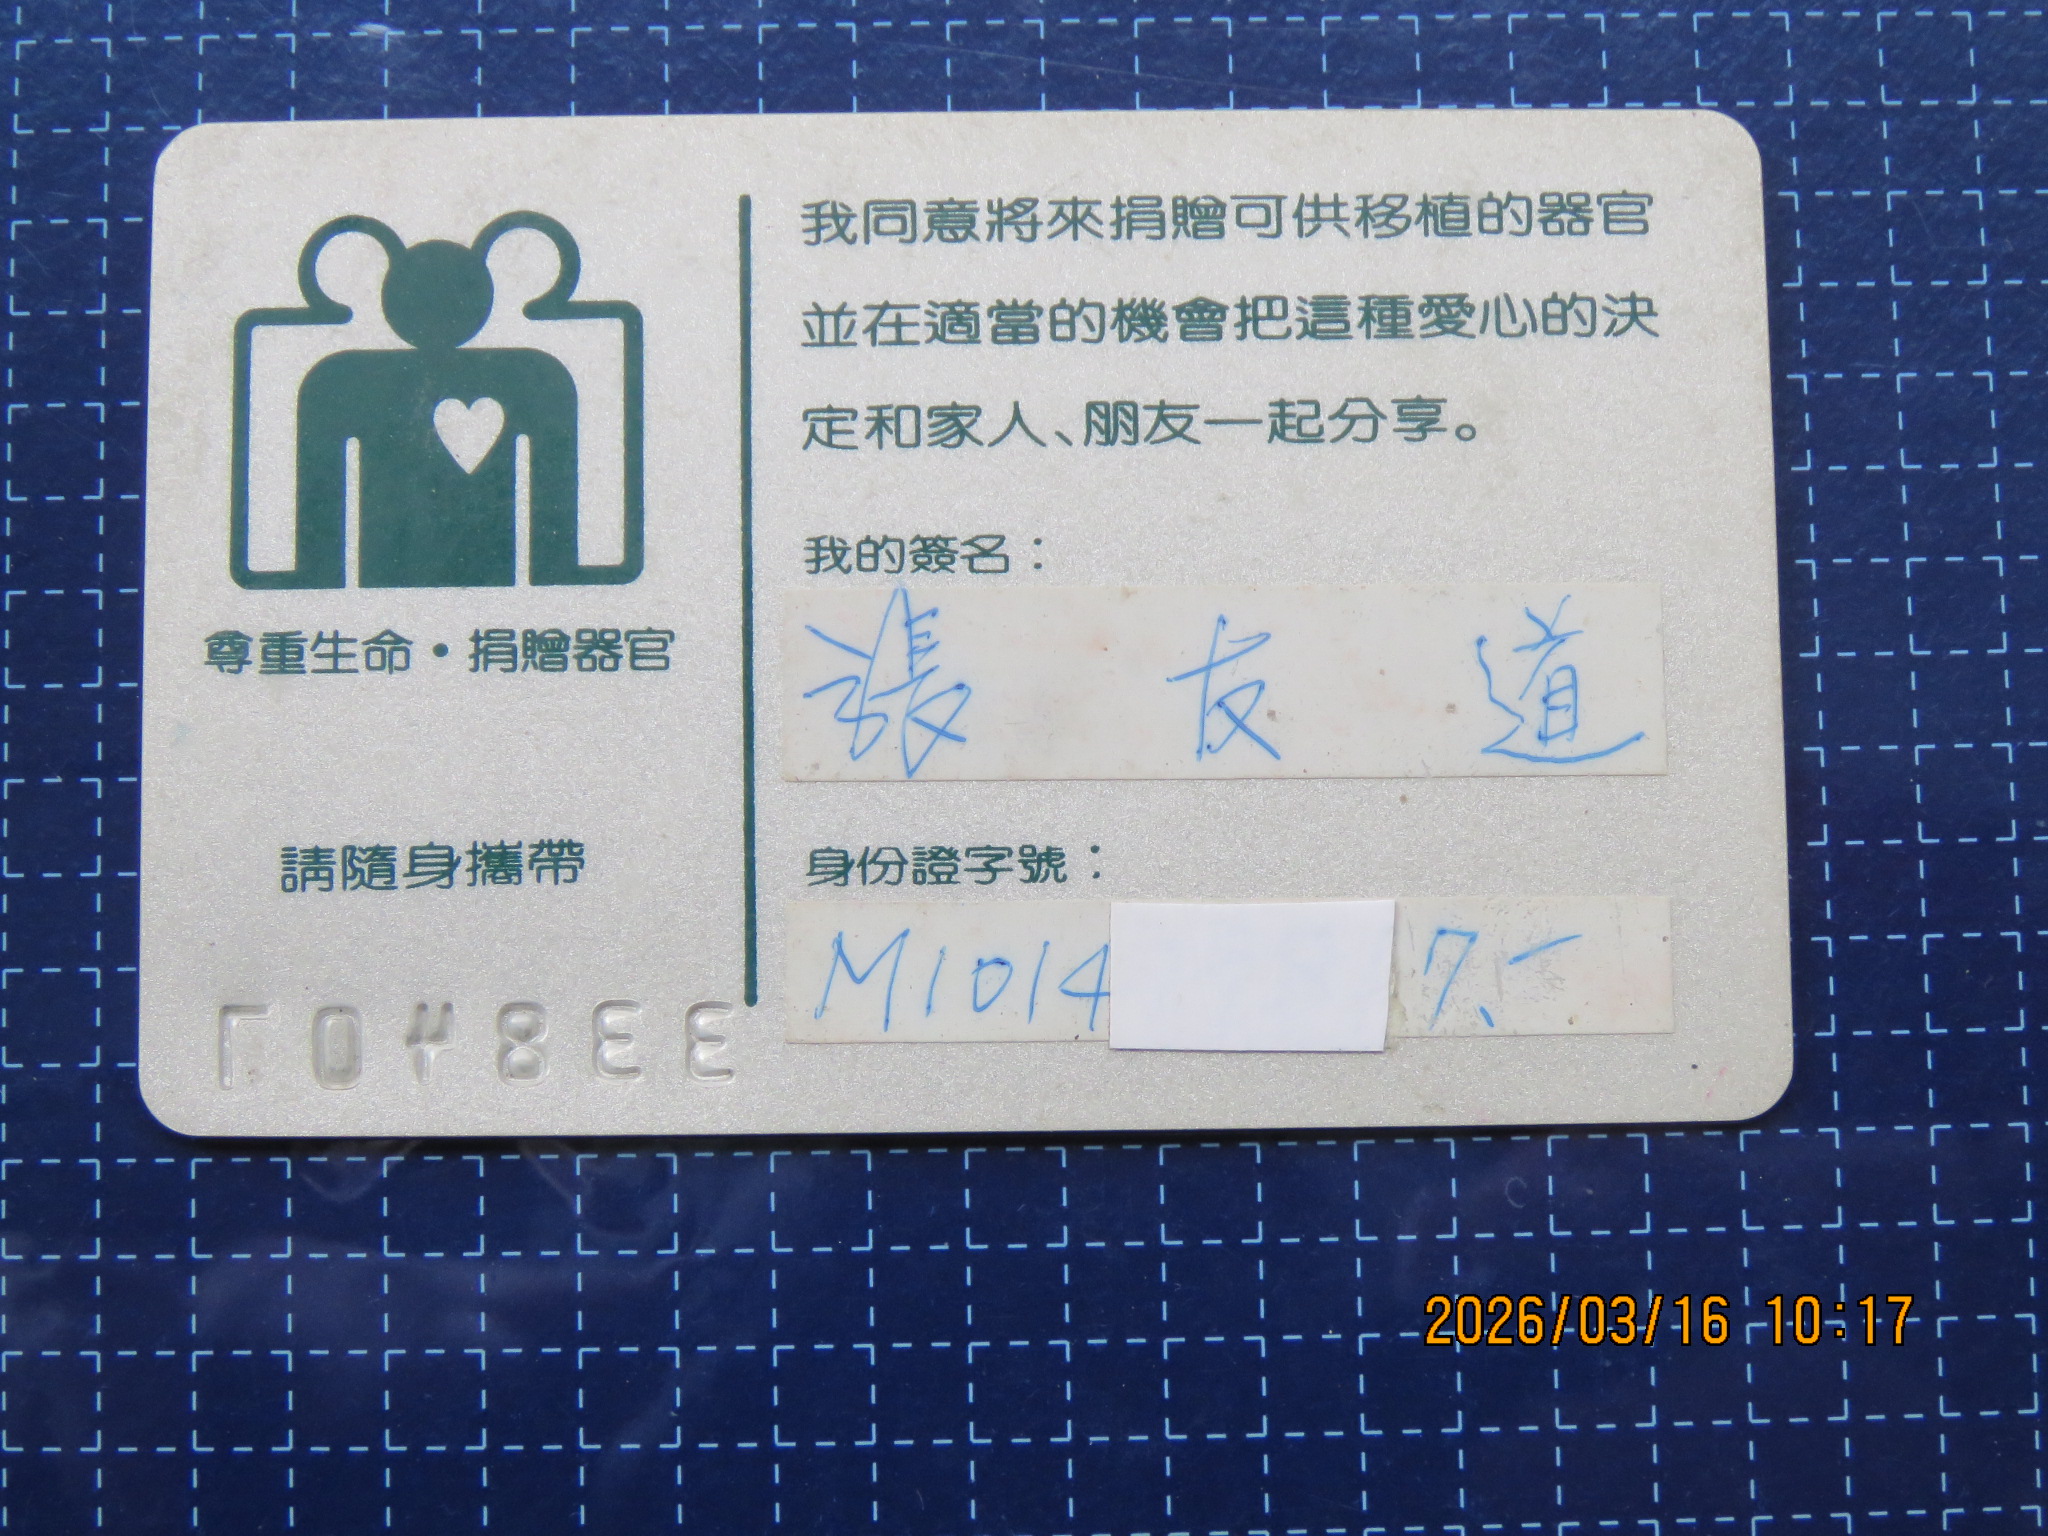 我同意將來捐贈可供移植的器官
並在適當的機會把這種愛心的決
定和家人、朋友一起分享。
我的簽名：
張 友 道
尊重生命・捐贈器官
請隨身攜帶
身份證字號：
M1014 7.-
338407
2026/03/16 10:17